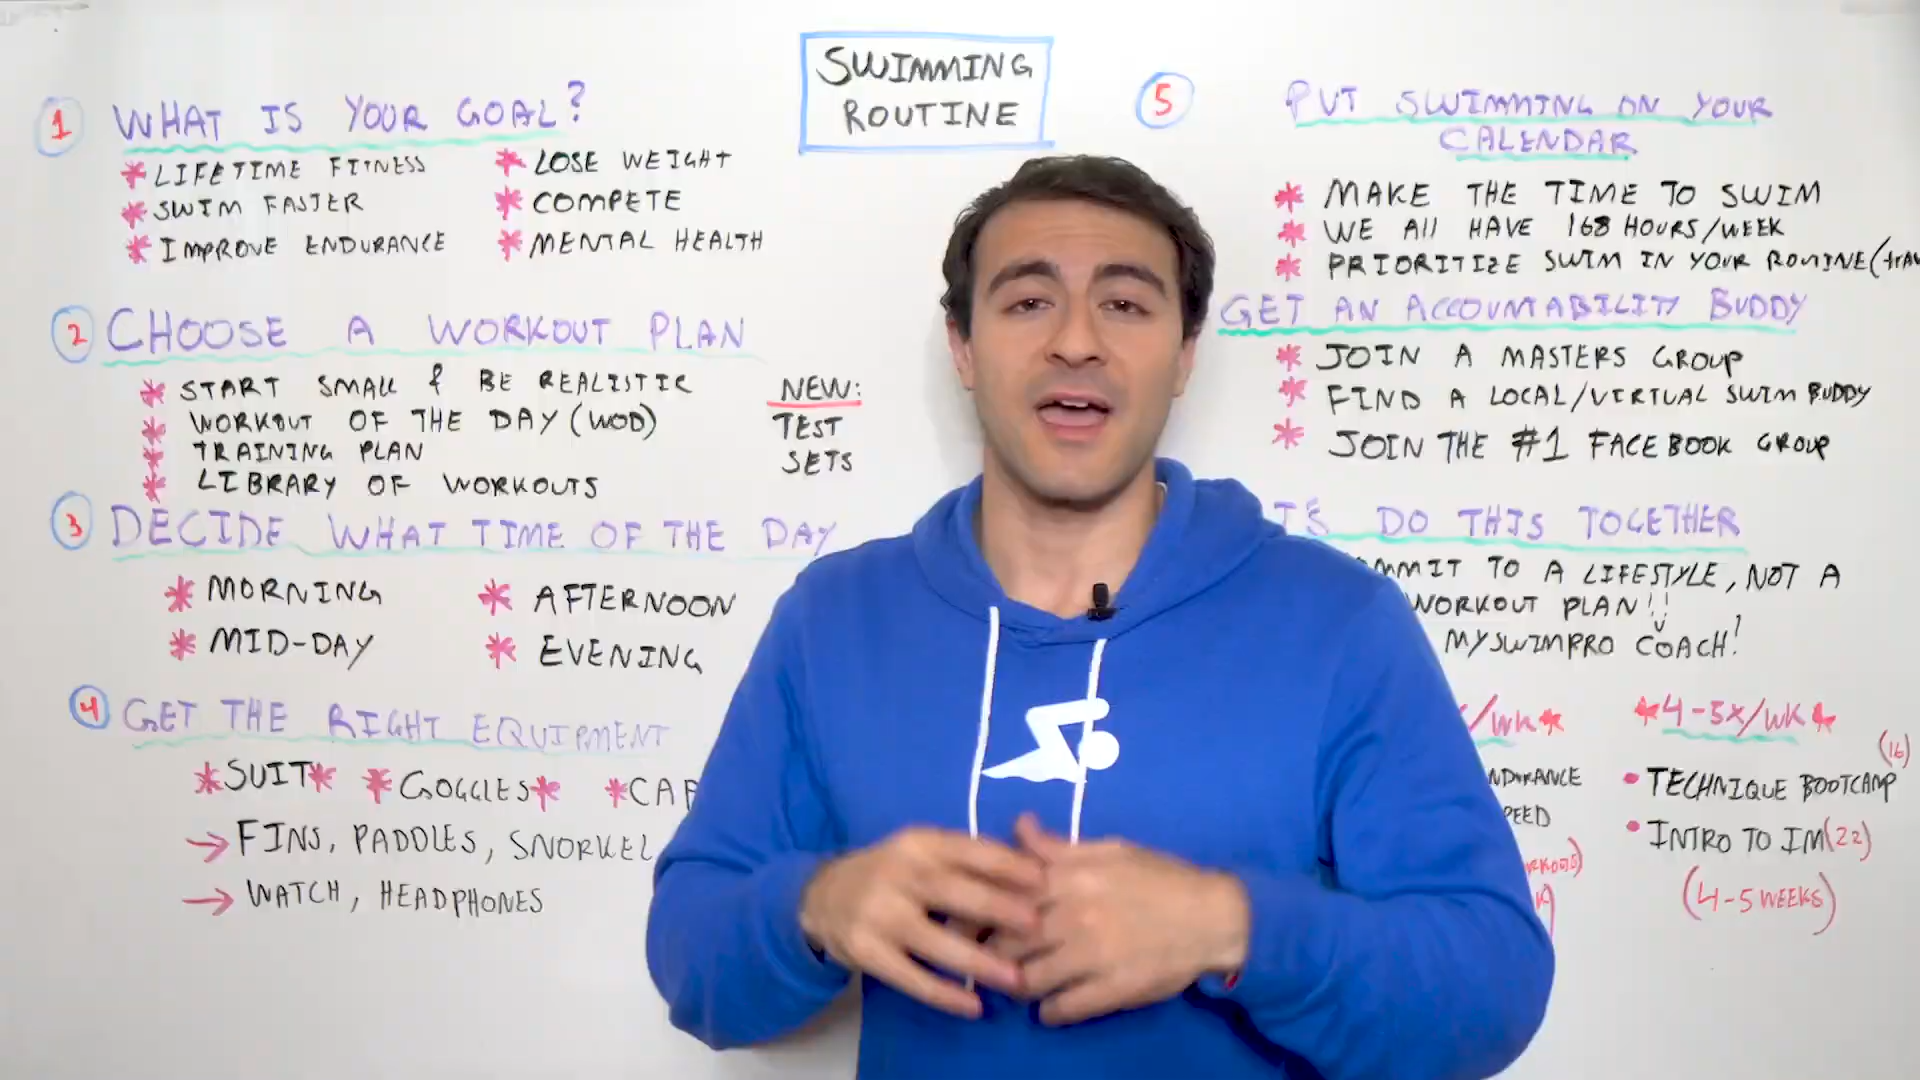 SWIMMING
ROUTINE
1 WHAT IS YOUR GOAL?
* LIFETIME FITNESS
* SWIM FASTER
* IMPROVE ENDURANCE
* LOSE WEIGHT
* COMPETE
* MENTAL HEALTH
2 CHOOSE A WORKOUT PLAN
* START SMALL & BE REALISTIC
* WORKOUT OF THE DAY (WOD)
* TRAINING PLAN
* LIBRARY OF WORKOUTS
NEW:
TEST
SETS
3 DECIDE WHAT TIME OF THE DAY
* MORNING
* MID-DAY
* AFTERNOON
* EVENING
4 GET THE RIGHT EQUIPMENT
* SUIT * * GOGGLES * * CAP
→ FINS, PADDLES, SNORKEL
→ WATCH, HEADPHONES
5 PUT SWIMMING ON YOUR
CALENDAR
* MAKE THE TIME TO SWIM
* WE All HAVE 168 HOURS/WEEK
* PRIORITIZE SWIM IN YOUR ROUTINE
GET AN ACCOUNTABILITY BUDDY
* JOIN A MASTERS GROUP
* FIND A LOCAL/VIRTUAL SWIM BUDDY
* JOIN THE #1 FACEBOOK GROUP
DO THIS TOGETHER
TO A LIFESTYLE, NOT A
WORKOUT PLAN!!
MYSWIMPRO COACH!
/WK*
*4-5X/WK*
(16)
• TECHNIQUE BOOTCAMP
• INTRO TO IM (22)
(4-5 WEEKS)